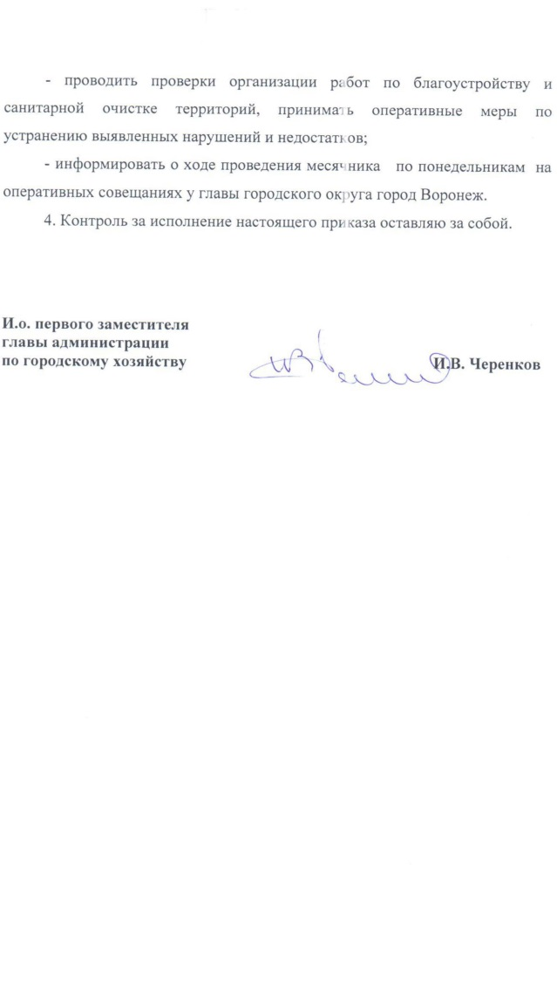 - проводить проверки организации работ по благоустройству и
санитарной очистке территорий, принимать оперативные меры по
устранению выявленных нарушений и недостатков;
- информировать о ходе проведения месячника по понедельникам на
оперативных совещаниях у главы городского округа город Воронеж.
4. Контроль за исполнение настоящего приказа оставляю за собой.
И.о. первого заместителя
главы администрации
по городскому хозяйству
И.В. Черенков